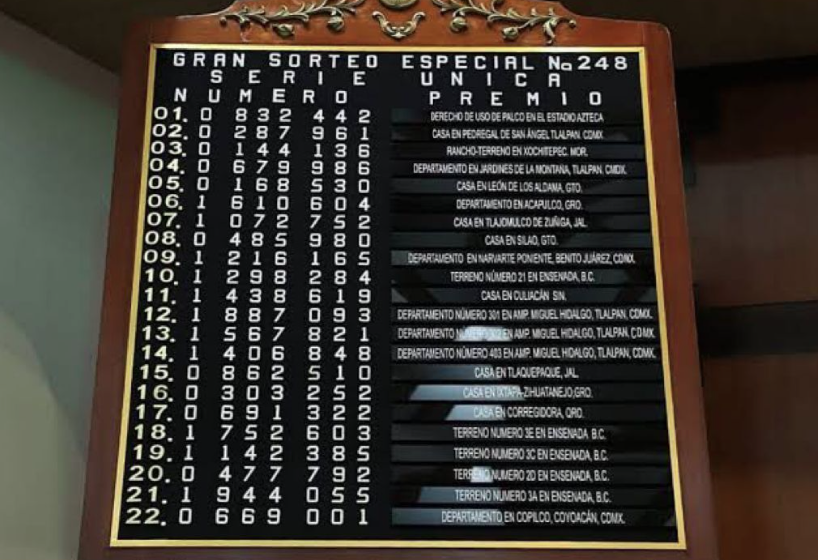 GRAN SORTEO ESPECIAL No 248
SERIE UNICA
NUMERO PREMIO
01. 0 832 442 DERECHO DE USO DE PALCO EN EL ESTADIO AZTECA
02. 0 287 961 CASA EN PEDREGAL DE SAN ÁNGEL TLALPAN. CDMX
03. 0 144 136 RANCHO-TERRENO EN XOCHITEPEC. MOR.
04. 0 679 986 DEPARTAMENTO EN JARDINES DE LA MONTAÑA, TLALPAN, CMDX.
05. 0 168 530 CASA EN LEÓN DE LOS ALDAMA, GTO.
06. 1 610 604 DEPARTAMENTO EN ACAPULCO, GRO.
07. 1 072 752 CASA EN TLAJOMULCO DE ZUÑIGA, JAL.
08. 0 485 980 CASA EN SILAO, GTO.
09. 1 216 165 DEPARTAMENTO EN NARVARTE PONIENTE, BENITO JUÁREZ, CDMX.
10. 1 298 284 TERRENO NÚMERO 21 EN ENSENADA, B.C.
11. 1 438 619 CASA EN CULIACÁN SIN.
12. 1 887 093 DEPARTAMENTO NÚMERO 301 EN AMP. MIGUEL HIDALGO, TLALPAN, CDMX.
13. 1 567 821 DEPARTAMENTO NÚMERO 302 EN AMP. MIGUEL HIDALGO, TLALPAN, CDMX.
14. 1 406 848 DEPARTAMENTO NÚMERO 403 EN AMP. MIGUEL HIDALGO, TLALPAN, CDMX.
15. 0 862 510 CASA EN TLAQUEPAQUE, JAL.
16. 0 303 252 CASA EN IXTAPA-ZIHUATANEJO,GRO.
17. 0 691 322 CASA EN CORREGIDORA, QRO.
18. 1 752 603 TERRENO NUMERO 3E EN ENSENADA, B.C.
19. 1 142 385 TERRENO NUMERO 3C EN ENSENADA, B.C.
20. 0 477 792 TERRENO NUMERO 2D EN ENSENADA, B.C.
21. 1 944 055 TERRENO NUMERO 3A EN ENSENADA, B.C.
22. 0 669 001 DEPARTAMENTO EN COPILCO, COYOACÁN, CDMX.